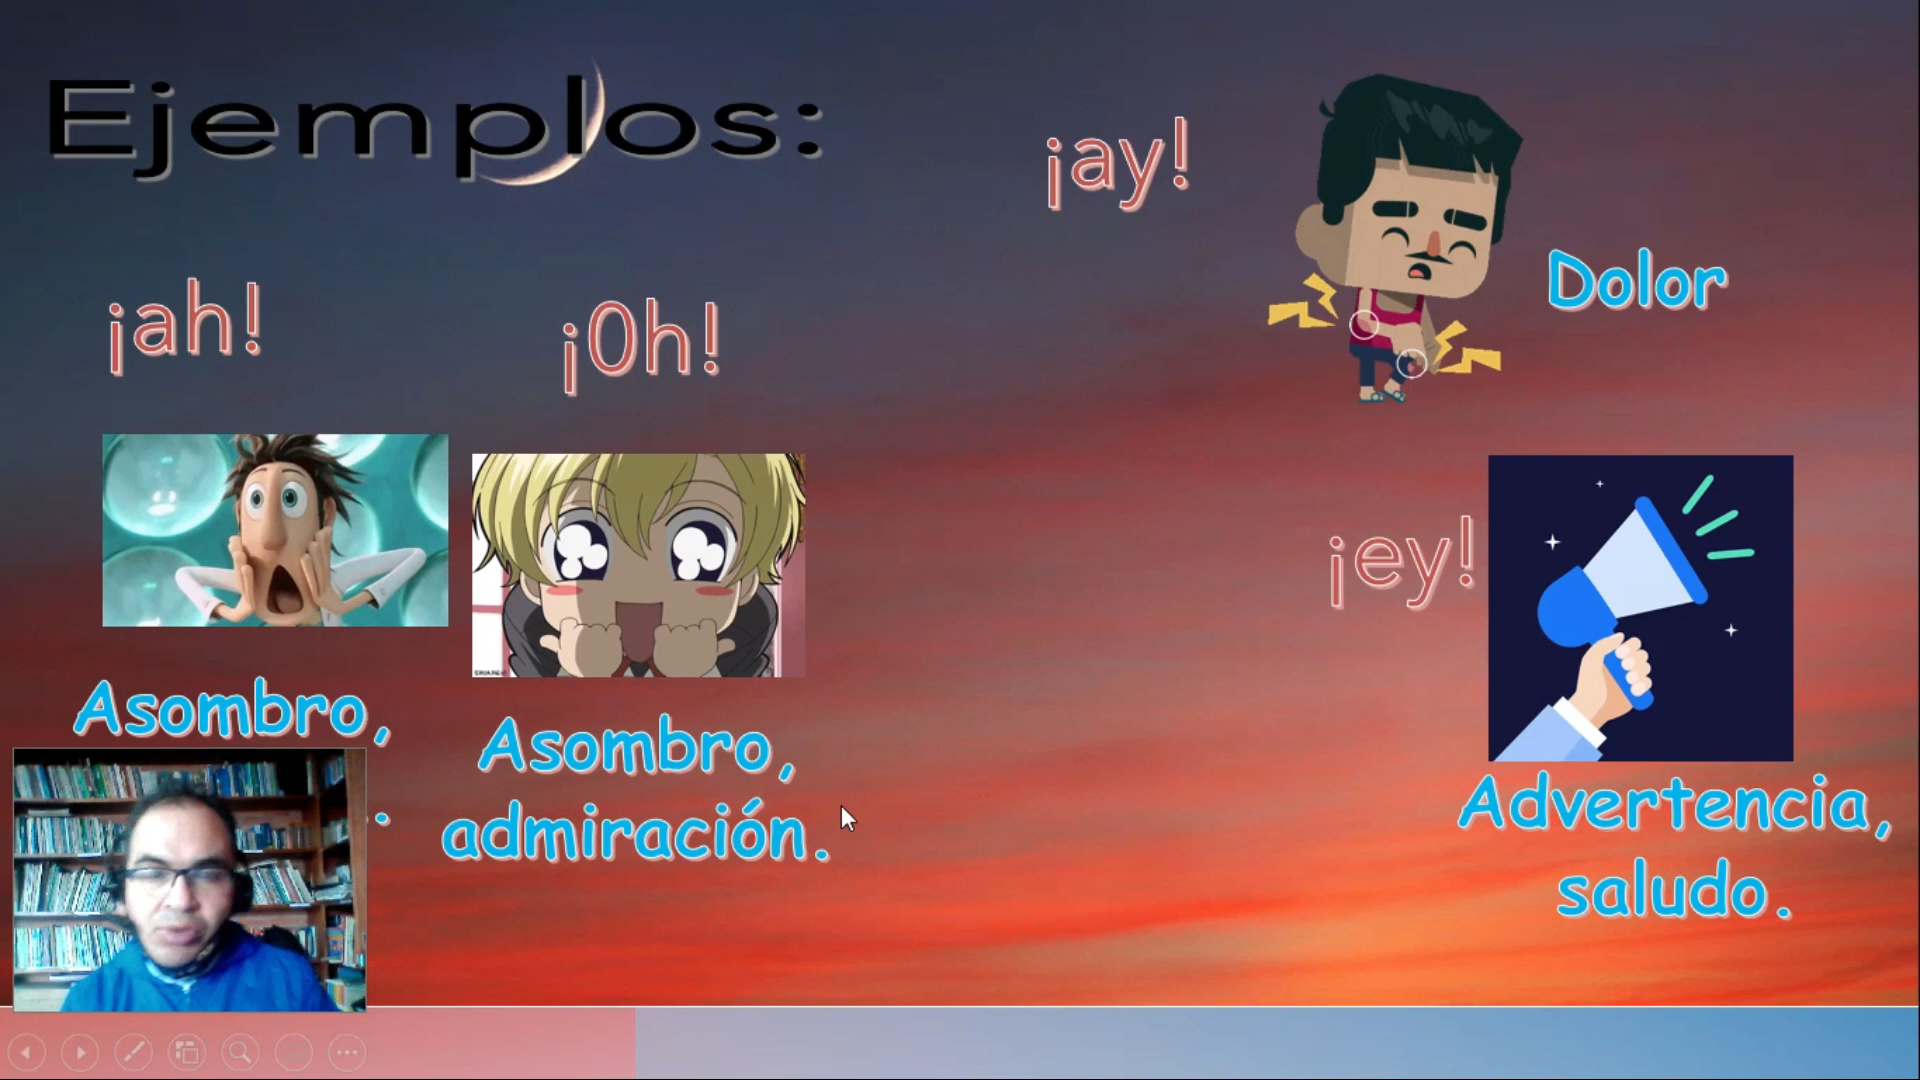 Ejemplos:
¡ah!
Asombro,
¡Oh!
Asombro,
admiración.
¡ay!
Dolor
¡ey!
Advertencia,
saludo.